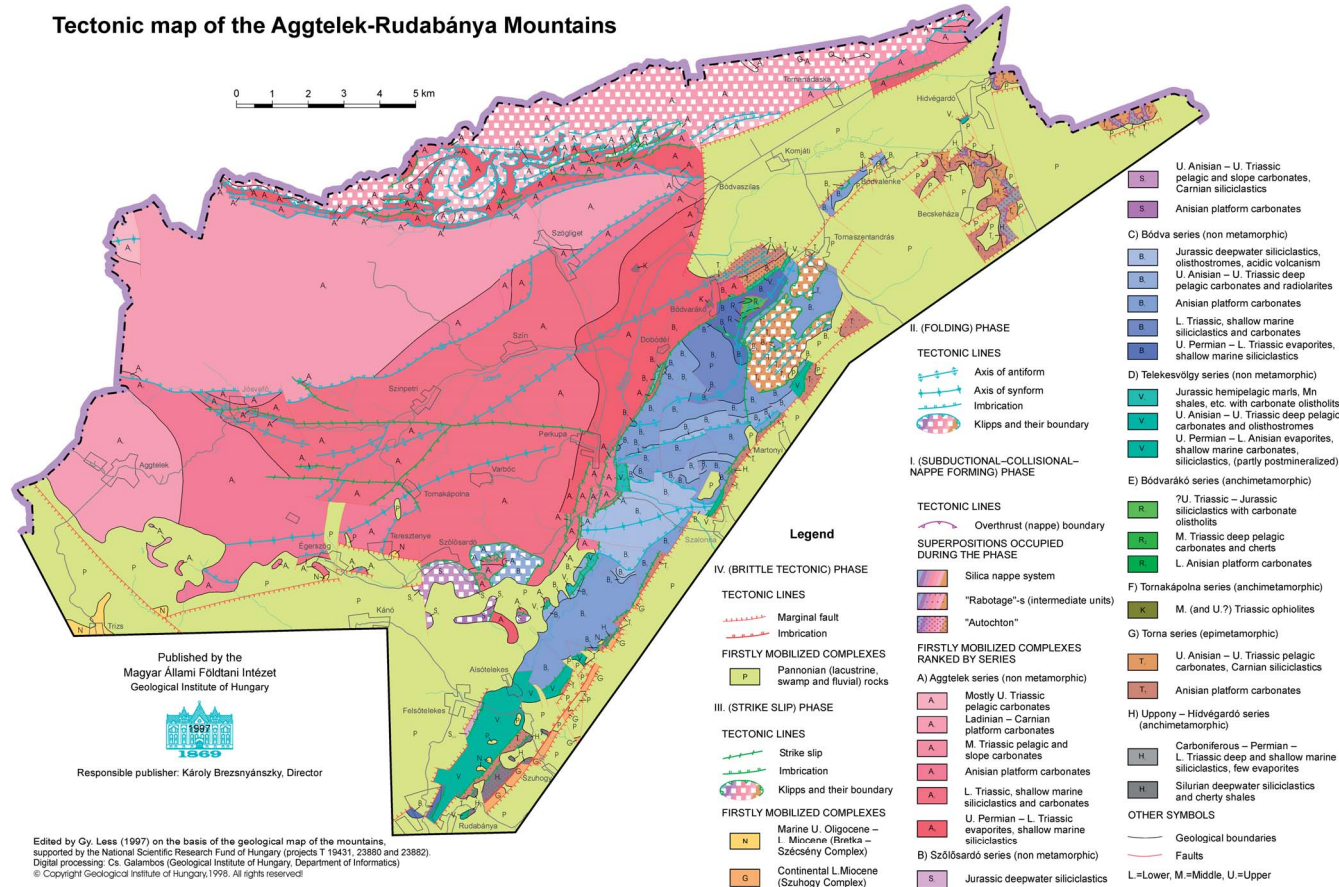 Tectonic map of the Aggtelek-Rudabánya Mountains
0 1 2 3 4 5 km
Tornanádaska
Hidvégardó
Komjáti
Bódvalenke
Bódvaszilas
Becskeháza
Tornaszentandrás
Szögliget
Bódvarákó
Szin
Dobódél
Jósvafő
Szinpetri
Perkupa
Martonyi
Aggtelek
Varbóc
Tornakápolna
Szalonna
Teresztenye
Szőlősardó
Égerszög
Kánó
Trizs
Alsótelekes
Felsőtelekes
Szuhogy
Rudabánya
Published by the
Magyar Állami Földtani Intézet
Geological Institute of Hungary
1997
1869
Responsible publisher: Károly Brezsnyánszky, Director
Edited by Gy. Less (1997) on the basis of the geological map of the mountains,
supported by the National Scientific Research Fund of Hungary (projects T 19431, 23880 and 23882).
Digital processing: Cs. Galambos (Geological Institute of Hungary, Department of Informatics)
© Copyright Geological Institute of Hungary,1998. All rights reserved!
Legend
IV. (BRITTLE TECTONIC) PHASE
TECTONIC LINES
Marginal fault
Imbrication
FIRSTLY MOBILIZED COMPLEXES
P Pannonian (lacustrine,
swamp and fluvial) rocks
III. (STRIKE SLIP) PHASE
TECTONIC LINES
Strike slip
Imbrication
Klipps and their boundary
FIRSTLY MOBILIZED COMPLEXES
N Marine U. Oligocene –
L. Miocene (Bretka –
Szécsény Complex)
G Continental L.Miocene
(Szuhogy Complex)
II. (FOLDING) PHASE
TECTONIC LINES
Axis of antiform
Axis of synform
Imbrication
Klipps and their boundary
I. (SUBDUCTIONAL–COLLISIONAL–
NAPPE FORMING) PHASE
TECTONIC LINES
Overthrust (nappe) boundary
SUPERPOSITIONS OCCUPIED
DURING THE PHASE
Silica nappe system
"Rabotage"-s (intermediate units)
"Autochton"
FIRSTLY MOBILIZED COMPLEXES
RANKED BY SERIES
A) Aggtelek series (non metamorphic)
Mostly U. Triassic
pelagic carbonates
Ladinian – Carnian
platform carbonates
M. Triassic pelagic and
slope carbonates
Anisian platform carbonates
L. Triassic, shallow marine
siliciclastics and carbonates
U. Permian – L. Triassic
evaporites, shallow marine
siliciclastics
B) Szőlősardó series (non metamorphic)
Jurassic deepwater siliciclastics
U. Anisian – U. Triassic
pelagic and slope carbonates,
Carnian siliciclastics
Anisian platform carbonates
C) Bódva series (non metamorphic)
Jurassic deepwater siliciclastics,
olisthostromes, acidic volcanism
U. Anisian – U. Triassic deep
pelagic carbonates and radiolarites
Anisian platform carbonates
L. Triassic, shallow marine
siliciclastics and carbonates
U. Permian – L. Triassic evaporites,
shallow marine siliciclastics
D) Telekesvölgy series (non metamorphic)
Jurassic hemipelagic marls, Mn
shales, etc. with carbonate olistholits
U. Anisian – U. Triassic deep pelagic
carbonates and olisthostromes
U. Permian – L. Anisian evaporites,
shallow marine carbonates,
siliciclastics, (partly postmineralized)
E) Bódvarákó series (anchimetamorphic)
?U. Triassic – Jurassic
siliciclastics with carbonate
olistholits
M. Triassic deep pelagic
carbonates and cherts
L. Anisian platform carbonates
F) Tornakápolna series (anchimetamorphic)
K M. (and U.?) Triassic ophiolites
G) Torna series (epimetamorphic)
U. Anisian – U. Triassic pelagic
carbonates, Carnian siliciclastics
Anisian platform carbonates
H) Uppony – Hidvégardó series
(anchimetamorphic)
Carboniferous – Permian –
L. Triassic deep and shallow marine
siliciclastics, few evaporites
Silurian deepwater siliciclastics
and cherty shales
OTHER SYMBOLS
Geological boundaries
Faults
L.=Lower, M.=Middle, U.=Upper